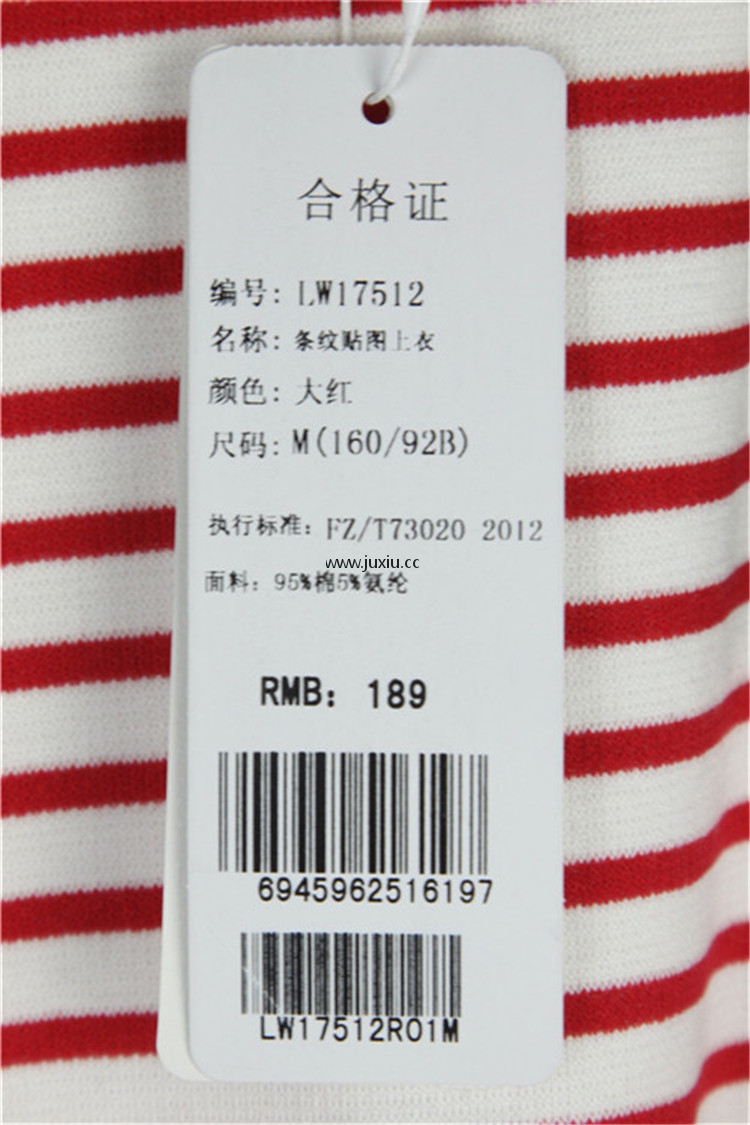 合格证
编号: LW17512
名称: 条纹贴图上衣
颜色: 大红
尺码: M(160/92B)
执行标准: FZ/T73020 2012
www.juxiu.cc
面料: 95%棉5%氨纶
RMB: 189
6945962516197
LW17512R01M